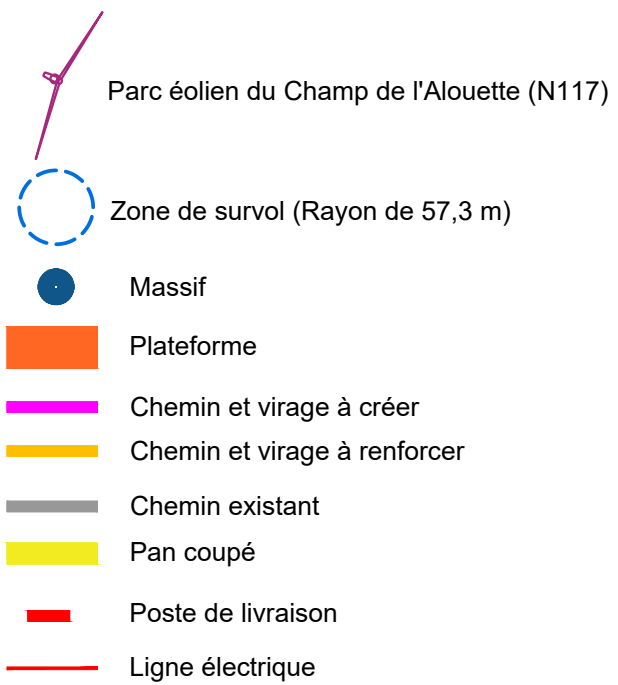 Parc éolien du Champ de l'Alouette (N117)
Zone de survol (Rayon de 57,3 m)
Massif
Plateforme
Chemin et virage à créer
Chemin et virage à renforcer
Chemin existant
Pan coupé
Poste de livraison
Ligne électrique